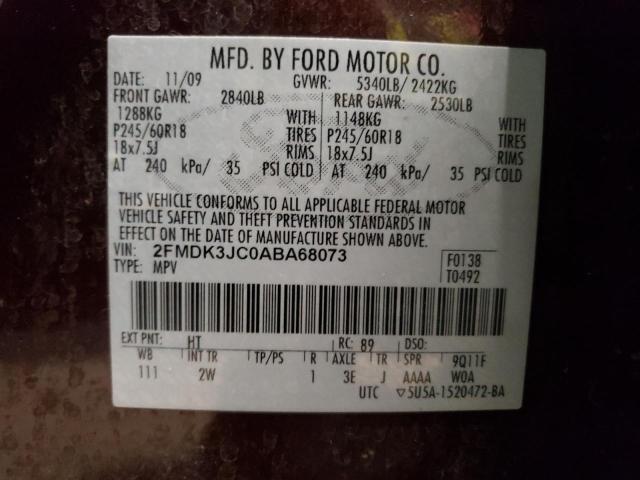 MFD. BY FORD MOTOR CO.
DATE: 11/09 GVWR: 5340LB/ 2422KG
FRONT GAWR: 2840LB REAR GAWR: 2530LB
1288KG WITH 1148KG WITH
P245/60R18 TIRES P245/60R18 TIRES
18x7.5J RIMS 18x7.5J RIMS
AT 240 kPa/ 35 PSI COLD AT 240 kPa/ 35 PSI COLD
THIS VEHICLE CONFORMS TO ALL APPLICABLE FEDERAL MOTOR
VEHICLE SAFETY AND THEFT PREVENTION STANDARDS IN
EFFECT ON THE DATE OF MANUFACTURE SHOWN ABOVE.
VIN: 2FMDK3JC0ABA68073 F0138
TYPE: MPV T0492
EXT PNT: HT RC: 89 DSO:
WB INT TR TP/PS R AXLE TR SPR 9Q11F
111 2W 1 3E J AAAA W0A
UTC ▽5U5A-1520472-BA